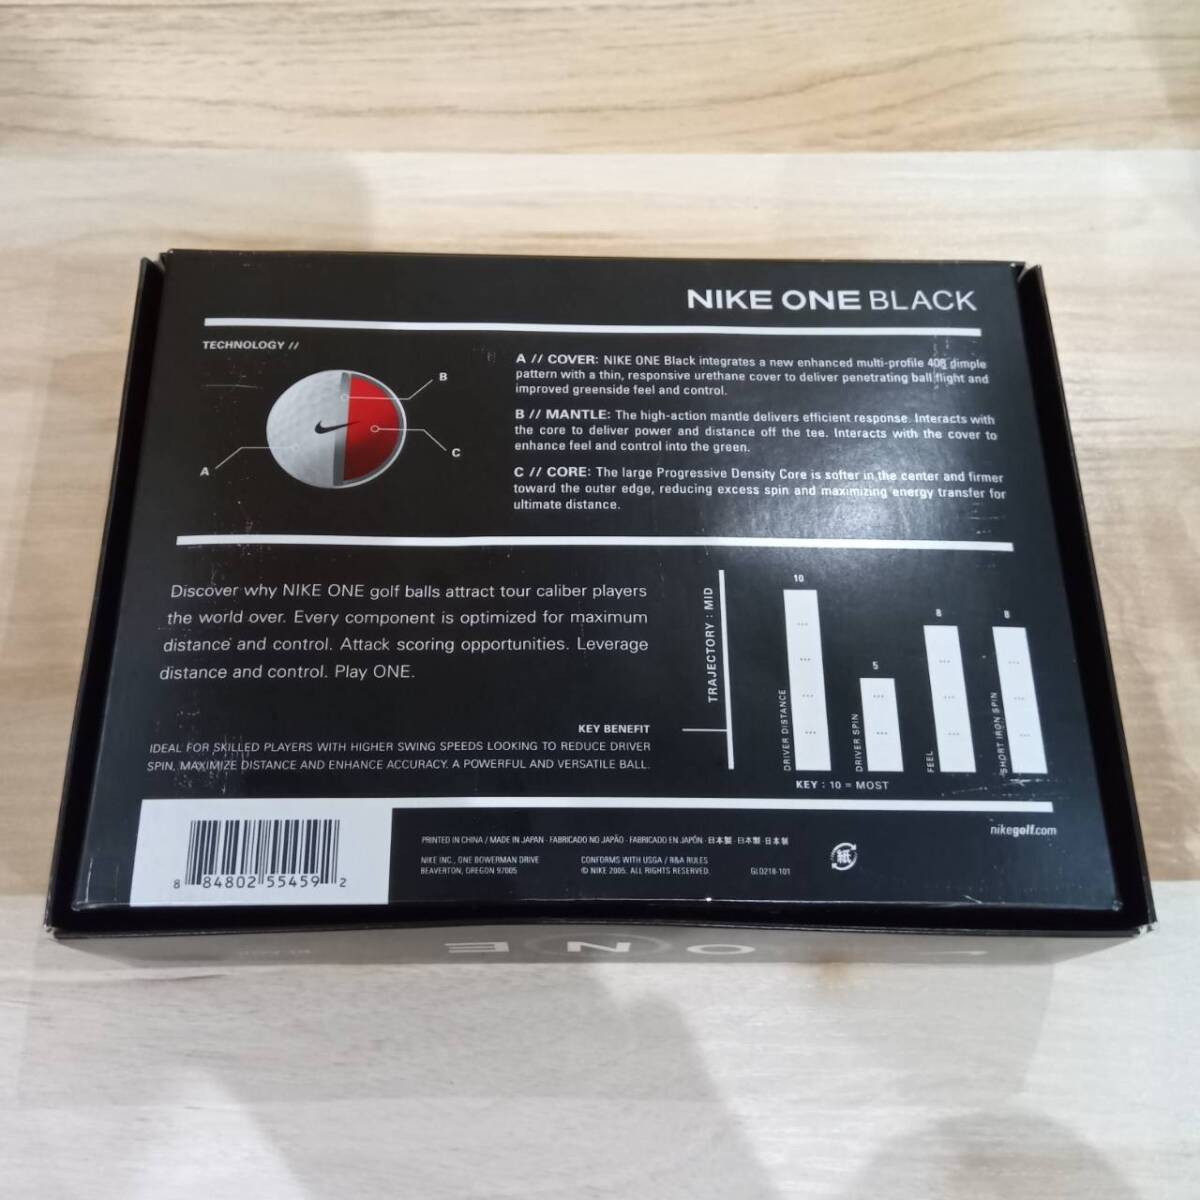 NIKE ONE BLACK
TECHNOLOGY //
A
B
C
A // COVER: NIKE ONE Black integrates a new enhanced multi-profile 408 dimple
pattern with a thin, responsive urethane cover to deliver penetrating ball flight and
improved greenside feel and control.
B // MANTLE: The high-action mantle delivers efficient response. Interacts with
the core to deliver power and distance off the tee. Interacts with the cover to
enhance feel and control into the green.
C // CORE: The large Progressive Density Core is softer in the center and firmer
toward the outer edge, reducing excess spin and maximizing energy transfer for
ultimate distance.
Discover why NIKE ONE golf balls attract tour caliber players
the world over. Every component is optimized for maximum
distance and control. Attack scoring opportunities. Leverage
distance and control. Play ONE.
KEY BENEFIT
IDEAL FOR SKILLED PLAYERS WITH HIGHER SWING SPEEDS LOOKING TO REDUCE DRIVER
SPIN, MAXIMIZE DISTANCE AND ENHANCE ACCURACY. A POWERFUL AND VERSATILE BALL.
TRAJECTORY : MID
10
DRIVER DISTANCE
5
DRIVER SPIN
8
FEEL
8
SHORT IRON SPIN
KEY : 10 = MOST
nikegolf.com
8 84802 55459 2
PRINTED IN CHINA / MADE IN JAPAN · FABRICADO NO JAPÃO · FABRICADO EN JAPÓN · 日本製 · 日本製 · 日本制
NIKE INC., ONE BOWERMAN DRIVE
BEAVERTON, OREGON 97005
CONFORMS WITH USGA / R&A RULES
© NIKE 2005. ALL RIGHTS RESERVED.
GL0218-101
紙
ONE